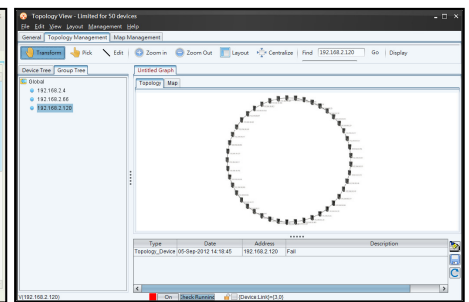 Topology View - Limited for 50 devices
File Edit View Layout Management Help
General Topology Management Map Management
Transform Pick Edit Zoom in Zoom Out Layout Centralize Find 192.168.2.120 Go Display
Device Tree Group Tree Untitled Graph
Global Topology Map
192.168.2.4
192.168.2.66
192.168.2.120
Type Date Address Description
Topology_Device 05-Sep-2012 14:18:45 192.168.2.120 Fail
V(192.168.2.120) On Check Running [Device Link]=[3,0]